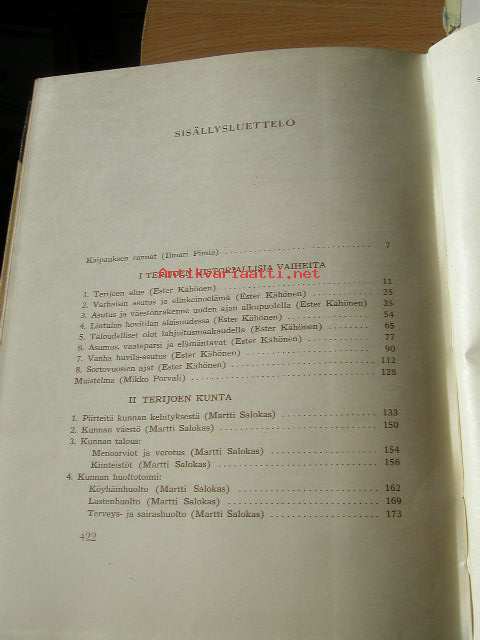 SISÄLLYSLUETTELO
Kaipauksen rannat (Ilmari Pimiä) 7
I TERIJOEN HISTORIALLISIA VAIHEITA
Antikvariaatti.net
1. Terijoen alue (Ester Kähönen) 11
2. Varhaisin asutus ja elinkeinoelämä (Ester Kähönen) 25
3. Asutus ja väestönrakenne uuden ajan alkupuolella (Ester Kähönen) 35
4. Lintulan hovitilan alaisuudessa (Ester Kähönen) 54
5. Taloudelliset olot lahjoitusmaakaudella (Ester Kähönen) 65
6. Asumus, vaateparsi ja elämäntavat (Ester Kähönen) 77
7. Vanha huvila-asutus (Ester Kähönen) 90
8. Sortovuosien ajat (Ester Kähönen) 112
Muistelma (Mikko Porvali) 128
II TERIJOEN KUNTA
1. Piirteitä kunnan kehityksestä (Martti Salokas) 133
2. Kunnan väestö (Martti Salokas) 150
3. Kunnan talous:
Menoarviot ja verotus (Martti Salokas) 154
Kiinteistöt (Martti Salokas) 156
4. Kunnan huoltotoimi:
Köyhäinhuolto (Martti Salokas) 162
Lastenhuolto (Martti Salokas) 169
Terveys- ja sairashuolto (Martti Salokas) 173
422